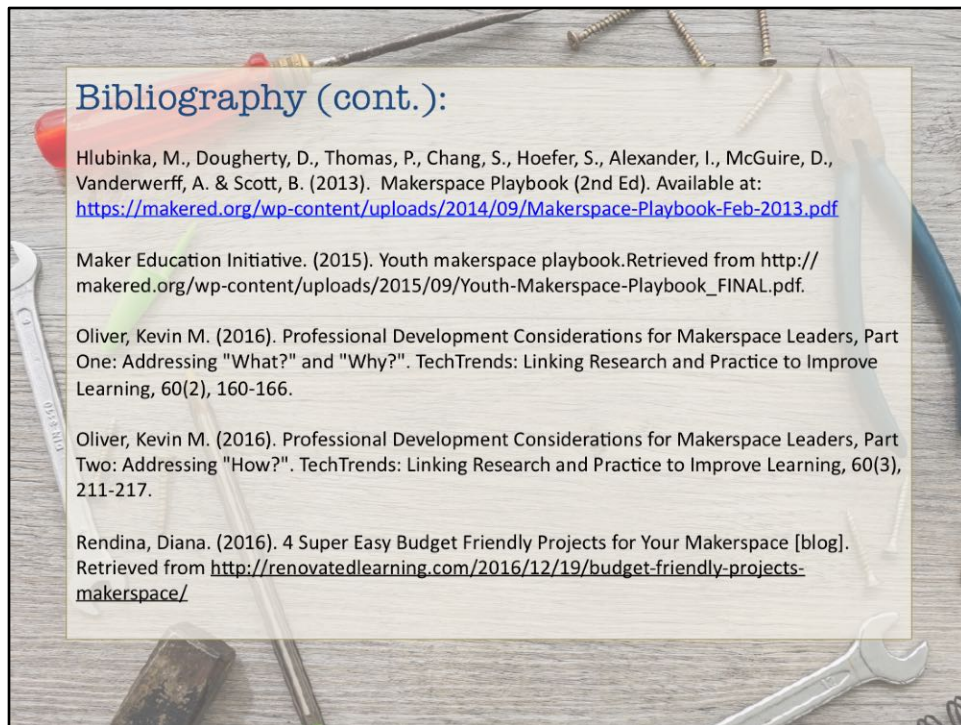 Bibliography (cont.):
Hlubinka, M., Dougherty, D., Thomas, P., Chang, S., Hoefer, S., Alexander, I., McGuire, D.,
Vanderwerff, A. & Scott, B. (2013).  Makerspace Playbook (2nd Ed). Available at:
https://makered.org/wp-content/uploads/2014/09/Makerspace-Playbook-Feb-2013.pdf
Maker Education Initiative. (2015). Youth makerspace playbook.Retrieved from http://
makered.org/wp-content/uploads/2015/09/Youth-Makerspace-Playbook_FINAL.pdf.
Oliver, Kevin M. (2016). Professional Development Considerations for Makerspace Leaders, Part
One: Addressing "What?" and "Why?". TechTrends: Linking Research and Practice to Improve
Learning, 60(2), 160-166.
Oliver, Kevin M. (2016). Professional Development Considerations for Makerspace Leaders, Part
Two: Addressing "How?". TechTrends: Linking Research and Practice to Improve Learning, 60(3),
211-217.
Rendina, Diana. (2016). 4 Super Easy Budget Friendly Projects for Your Makerspace [blog].
Retrieved from http://renovatedlearning.com/2016/12/19/budget-friendly-projects-
makerspace/